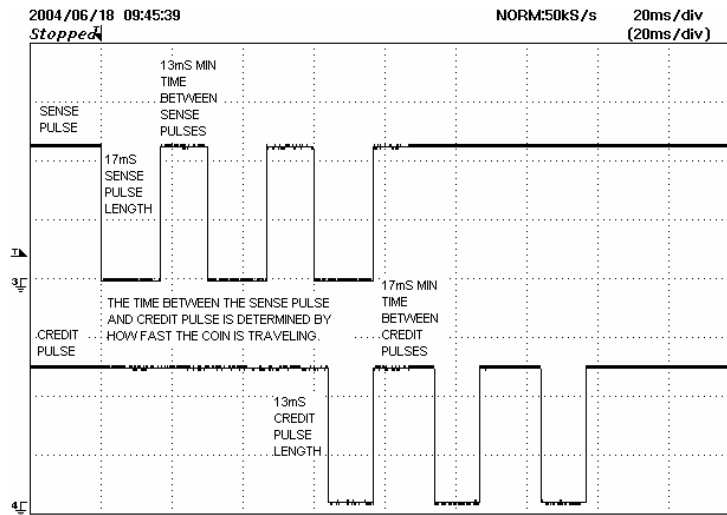 2004/06/18 09:45:39 NORM:50kS/s 20ms/div
Stopped T (20ms/div)
13mS MIN
TIME
BETWEEN
SENSE
PULSES
SENSE
PULSE
17mS
SENSE
PULSE
LENGTH
T
3
17mS MIN
TIME
BETWEEN
CREDIT
PULSES
THE TIME BETWEEN THE SENSE PULSE
AND CREDIT PULSE IS DETERMINED BY
HOW FAST THE COIN IS TRAVELING.
CREDIT
PULSE
13mS
CREDIT
PULSE
LENGTH
4